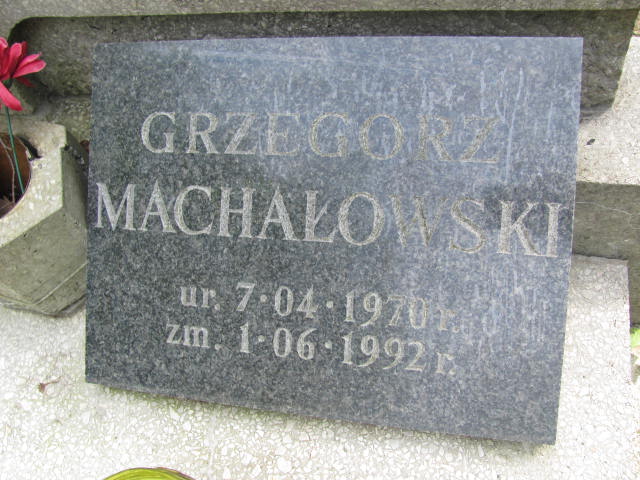 GRZEGORZ
MACHAŁOWSKI
ur. 7·04·1970 r.
zm. 1·06·1992 r.